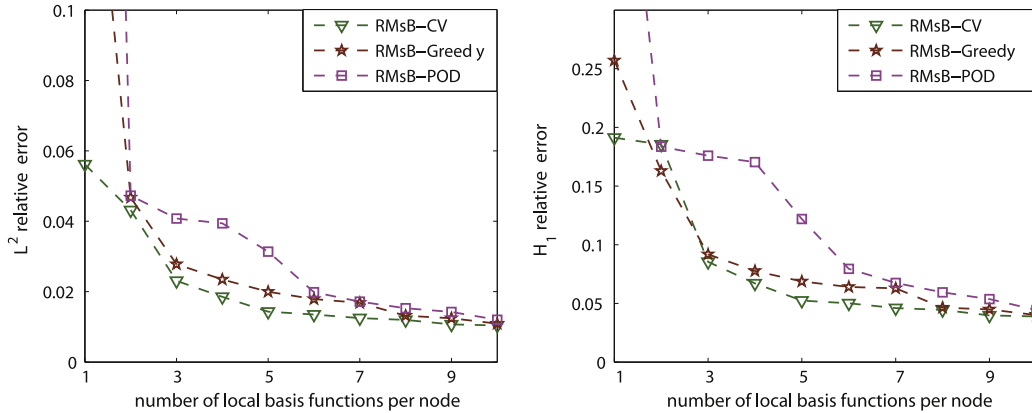 0.1
0.08
0.06
0.04
0.02
0
L² relative error
1 3 5 7 9
number of local basis functions per node
RMsB−CV
RMsB−Greed y
RMsB−POD
0.25
0.2
0.15
0.1
0.05
0
H₁ relative error
1 3 5 7 9
number of local basis functions per node
RMsB−CV
RMsB−Greedy
RMsB−POD